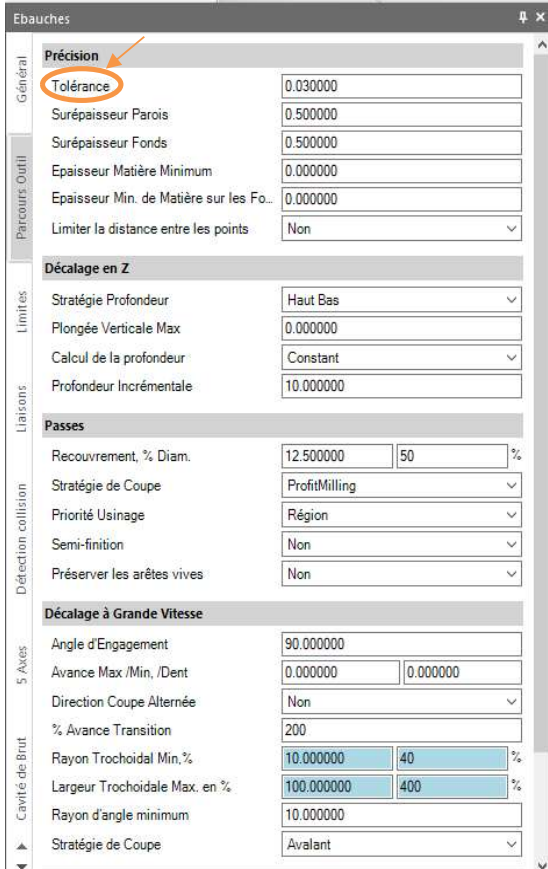 Ebauches
Général
Parcours Outil
Limites
Liaisons
Détection collision
5 Axes
Cavité de Brut
Précision
Tolérance 0.030000
Surépaisseur Parois 0.500000
Surépaisseur Fonds 0.500000
Epaisseur Matière Minimum 0.000000
Epaisseur Min. de Matière sur les Fo... 0.000000
Limiter la distance entre les points Non
Décalage en Z
Stratégie Profondeur Haut Bas
Plongée Verticale Max 0.000000
Calcul de la profondeur Constant
Profondeur Incrémentale 10.000000
Passes
Recouvrement, % Diam. 12.500000 50 %
Stratégie de Coupe ProfitMilling
Priorité Usinage Région
Semi-finition Non
Préserver les arêtes vives Non
Décalage à Grande Vitesse
Angle d'Engagement 90.000000
Avance Max /Min, /Dent 0.000000 0.000000
Direction Coupe Alternée Non
% Avance Transition 200
Rayon Trochoidal Min,% 10.000000 40 %
Largeur Trochoidale Max. en % 100.000000 400 %
Rayon d'angle minimum 10.000000
Stratégie de Coupe Avalant